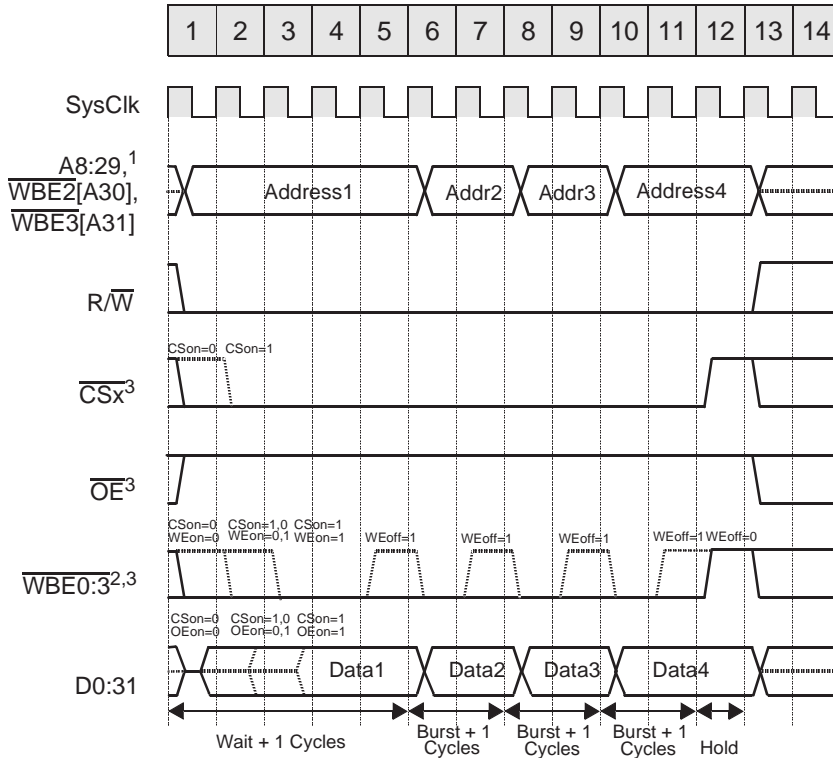 1 2 3 4 5 6 7 8 9 10 11 12 13 14
SysClk
A8:29,1
WBE2[A30],
WBE3[A31]
Address1 Addr2 Addr3 Address4
R/W
CSon=0 CSon=1
CSx3
OE3
CSon=0 CSon=1,0 CSon=1
WEon=0 WEon=0,1 WEon=1 WEoff=1 WEoff=1 WEoff=1 WEoff=1 WEoff=0
WBE0:32,3
CSon=0 CSon=1,0 CSon=1
OEon=0 OEon=0,1 OEon=1
D0:31
Data1 Data2 Data3 Data4
Wait + 1 Cycles
Burst + 1
Cycles
Burst + 1
Cycles
Burst + 1
Cycles
Hold